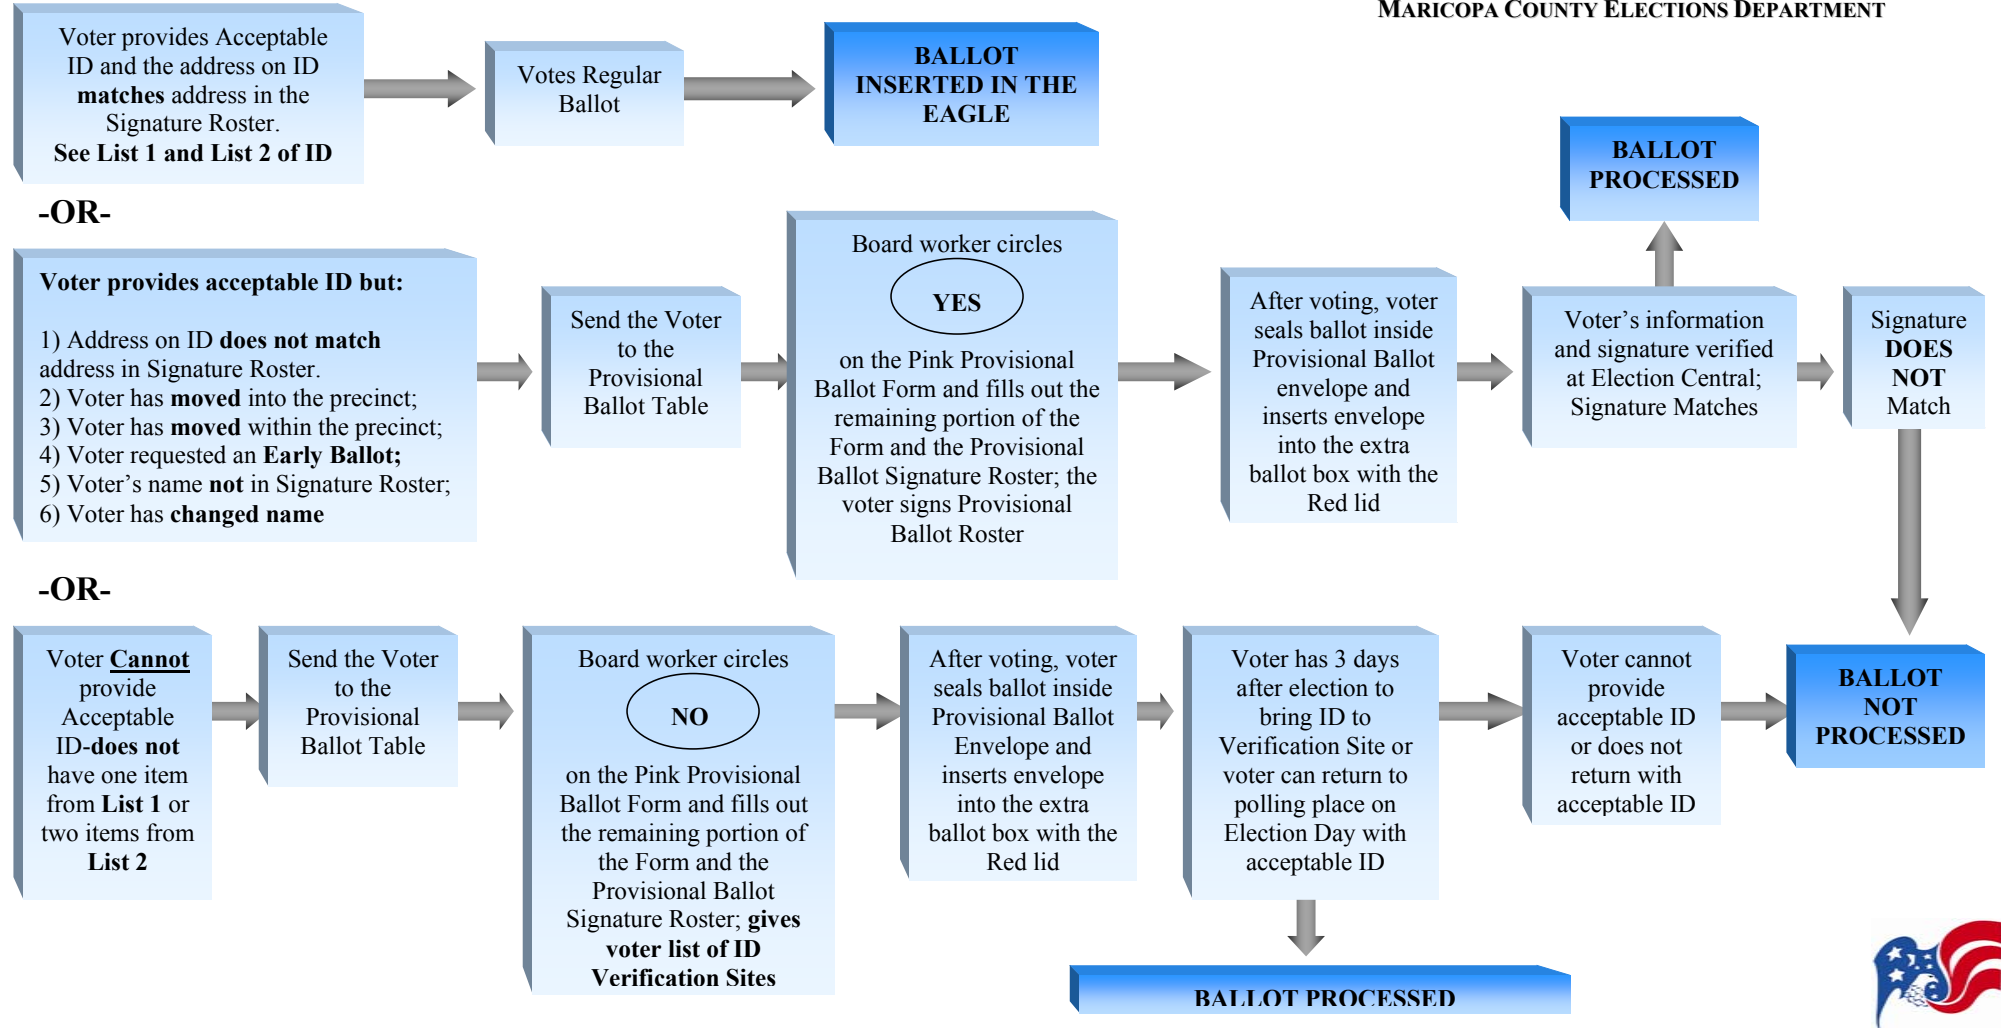 MARICOPA COUNTY ELECTIONS DEPARTMENT
Voter provides Acceptable
ID and the address on ID
matches address in the
Signature Roster.
See List 1 and List 2 of ID
Votes Regular
Ballot
BALLOT
INSERTED IN THE
EAGLE
-OR-
Voter provides acceptable ID but:
1) Address on ID does not match
address in Signature Roster.
2) Voter has moved into the precinct;
3) Voter has moved within the precinct;
4) Voter requested an Early Ballot;
5) Voter’s name not in Signature Roster;
6) Voter has changed name
Send the Voter
to the
Provisional
Ballot Table
Board worker circles
YES
on the Pink Provisional
Ballot Form and fills out the
remaining portion of the
Form and the Provisional
Ballot Signature Roster; the
voter signs Provisional
Ballot Roster
After voting, voter
seals ballot inside
Provisional Ballot
envelope and
inserts envelope
into the extra
ballot box with the
Red lid
Voter’s information
and signature verified
at Election Central;
Signature Matches
BALLOT
PROCESSED
Signature
DOES
NOT
Match
-OR-
Voter Cannot
provide
Acceptable
ID-does not
have one item
from List 1 or
two items from
List 2
Send the Voter
to the
Provisional
Ballot Table
Board worker circles
NO
on the Pink Provisional
Ballot Form and fills out
the remaining portion of
the Form and the
Provisional Ballot
Signature Roster; gives
voter list of ID
Verification Sites
After voting, voter
seals ballot inside
Provisional Ballot
Envelope and
inserts envelope
into the extra
ballot box with the
Red lid
Voter has 3 days
after election to
bring ID to
Verification Site or
voter can return to
polling place on
Election Day with
acceptable ID
Voter cannot
provide
acceptable ID
or does not
return with
acceptable ID
BALLOT
NOT
PROCESSED
BALLOT PROCESSED